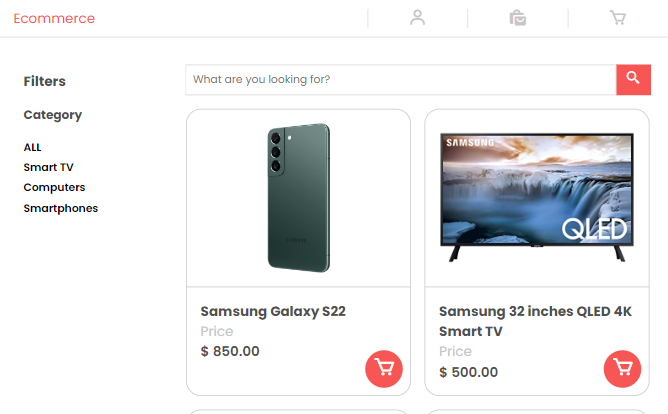 Ecommerce
Filters
Category
ALL
Smart TV
Computers
Smartphones
What are you looking for?
SAMSUNG
Samsung Galaxy S22
Price
$ 850.00
SAMSUNG
QLED
Samsung 32 inches QLED 4K
Smart TV
Price
$ 500.00